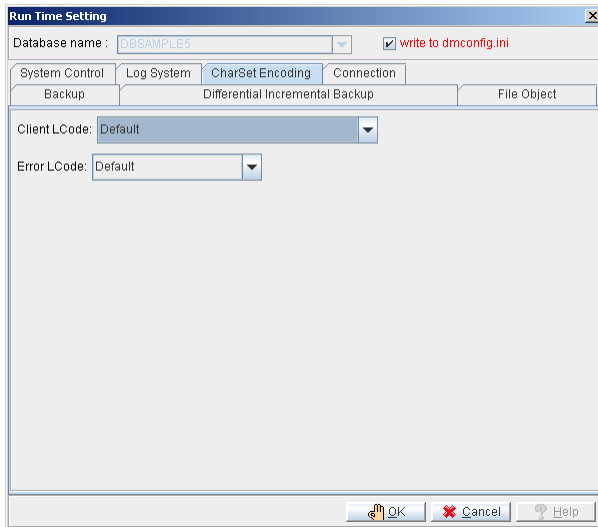 Run Time Setting
Database name : DBSAMPLE5 write to dmconfig.ini
System Control Log System CharSet Encoding Connection
Backup Differential Incremental Backup File Object
Client LCode: Default
Error LCode: Default
OK Cancel Help